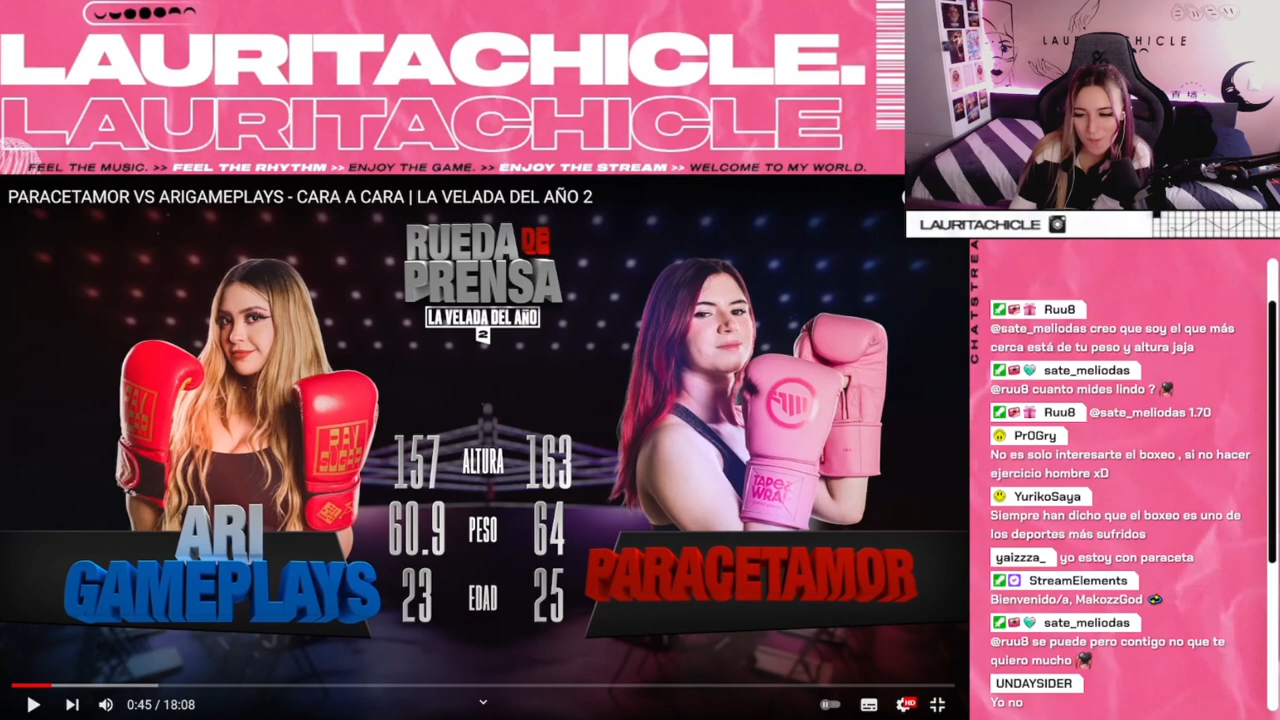 LAURITACHICLE.
LAURITACHICLE
FEEL THE MUSIC. >> FEEL THE RHYTHM >> ENJOY THE GAME. >> ENJOY THE STREAM >> WELCOME TO MY WORLD.
PARACETAMOR VS ARIGAMEPLAYS - CARA A CARA | LA VELADA DEL AÑO 2
LAURITACHICLE
RUEDA DE
PRENSA
LA VELADA DEL AÑO
2
157 ALTURA 163
60.9 PESO 64
23 EDAD 25
ARI
GAMEPLAYS
PARACETAMOR
0:45 / 18:08
HD
CHATSTREA
Ruu8
@sate_meliodas creo que soy el que más
cerca está de tu peso y altura jaja
sate_meliodas
@ruu8 cuanto mides lindo ?
Ruu8 @sate_meliodas 1.70
Pr0Gry
No es solo interesarte el boxeo , si no hacer
ejercicio hombre xD
YurikoSaya
Siempre han dicho que el boxeo es uno de
los deportes más sufridos
yaizzza_ yo estoy con paraceta
StreamElements
Bienvenido/a, MakozzGod
sate_meliodas
@ruu8 se puede pero contigo no que te
quiero mucho
UNDAYSIDER
Yo no